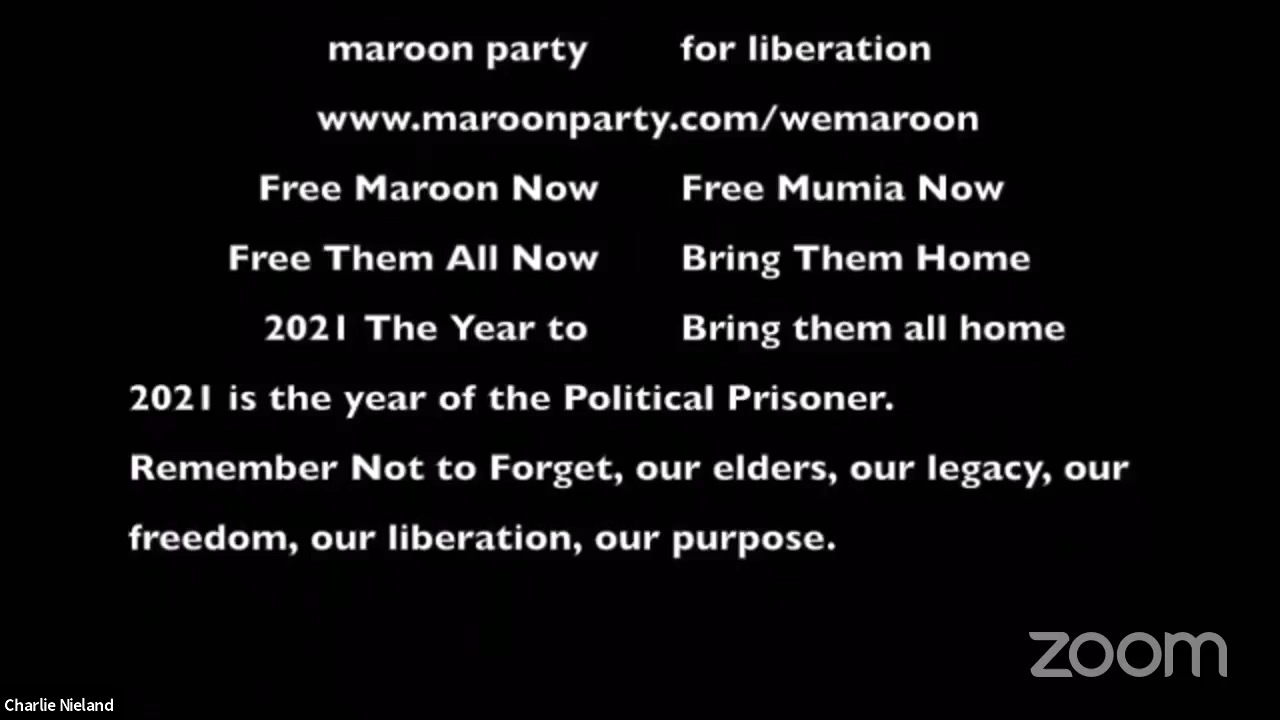 maroon party for liberation
www.maroonparty.com/wemaroon
Free Maroon Now Free Mumia Now
Free Them All Now Bring Them Home
2021 The Year to Bring them all home
2021 is the year of the Political Prisoner.
Remember Not to Forget, our elders, our legacy, our
freedom, our liberation, our purpose.
zoom
Charlie Nieland